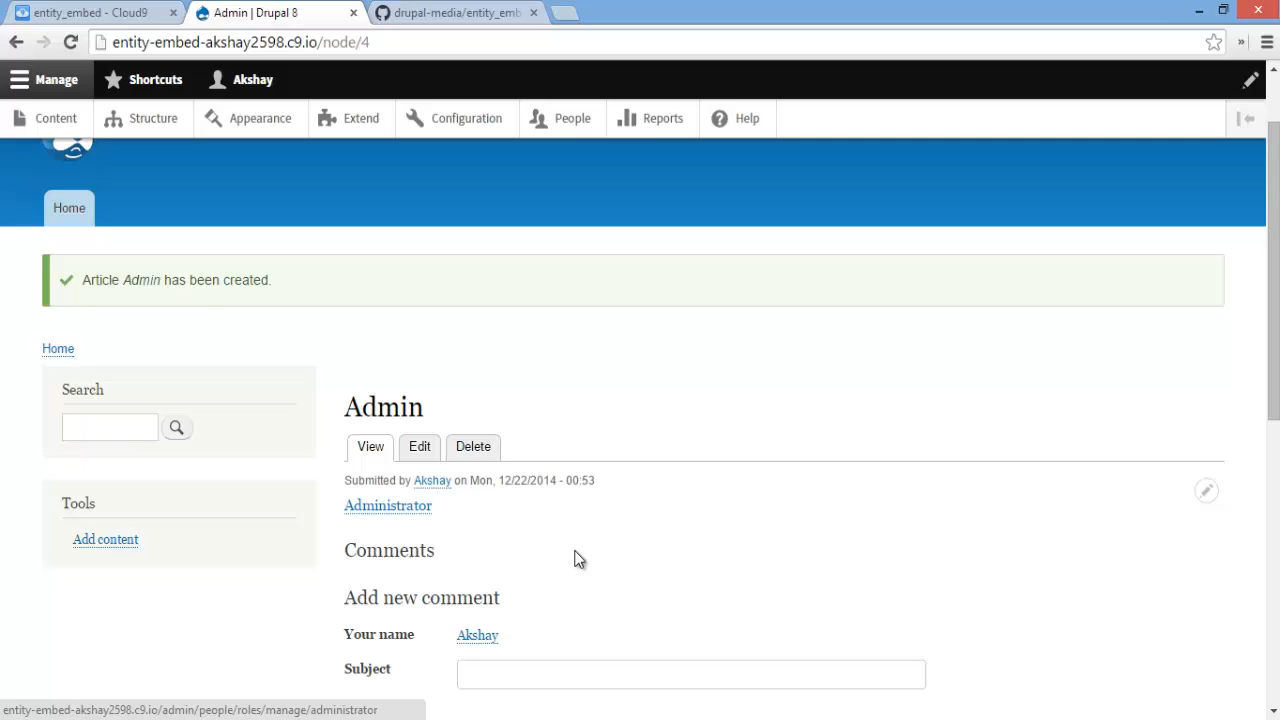 entity_embed - Cloud9
Admin | Drupal 8
drupal-media/entity_emb
entity-embed-akshay2598.c9.io/node/4
Manage
Shortcuts
Akshay
Content
Structure
Appearance
Extend
Configuration
People
Reports
Help
Home
Article Admin has been created.
Home
Search
Admin
View
Edit
Delete
Submitted by Akshay on Mon, 12/22/2014 - 00:53
Administrator
Tools
Add content
Comments
Add new comment
Your name
Akshay
Subject
entity-embed-akshay2598.c9.io/admin/people/roles/manage/administrator